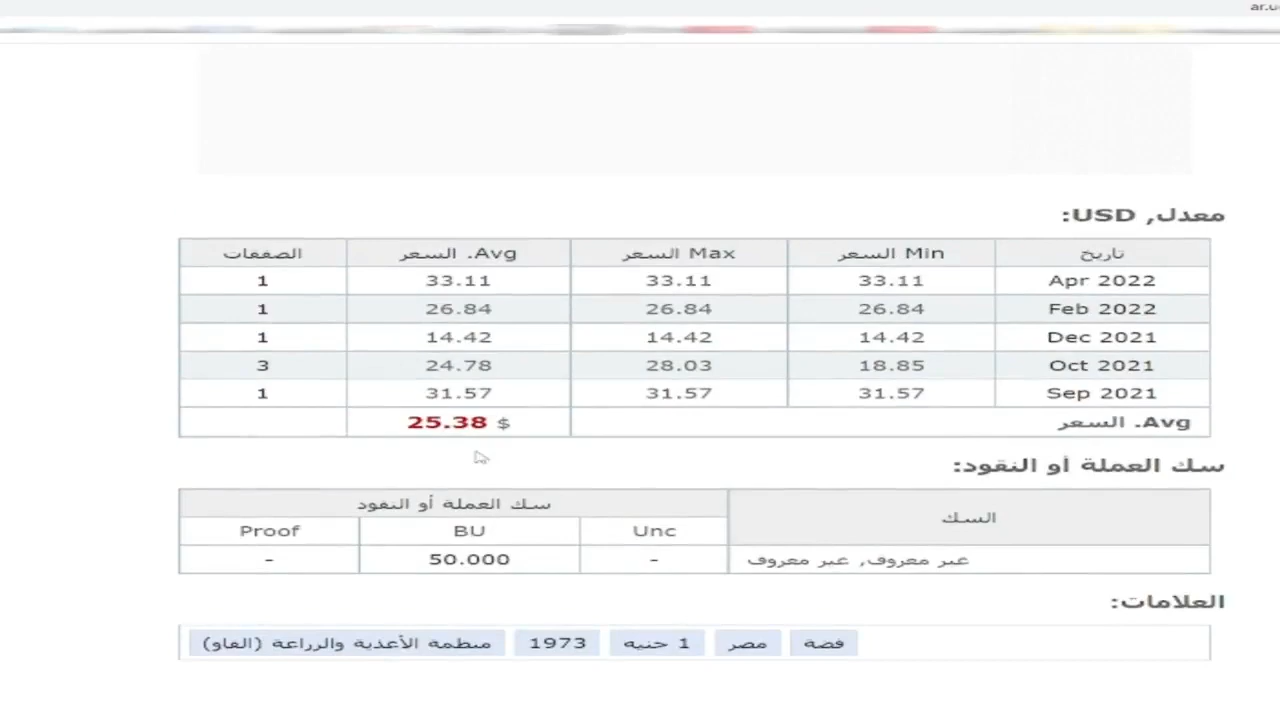 معدل, USD:
تاريخ Min السعر Max السعر Avg. السعر الصفقات
Apr 2022 33.11 33.11 33.11 1
Feb 2022 26.84 26.84 26.84 1
Dec 2021 14.42 14.42 14.42 1
Oct 2021 18.85 28.03 24.78 3
Sep 2021 31.57 31.57 31.57 1
Avg. السعر 25.38 $
سك العملة أو النقود:
السك سك العملة أو النقود
Unc BU Proof
غير معروف, غير معروف - 50.000 -
العلامات:
فضة مصر 1 جنيه 1973 منظمة الأغذية والزراعة (الفاو)